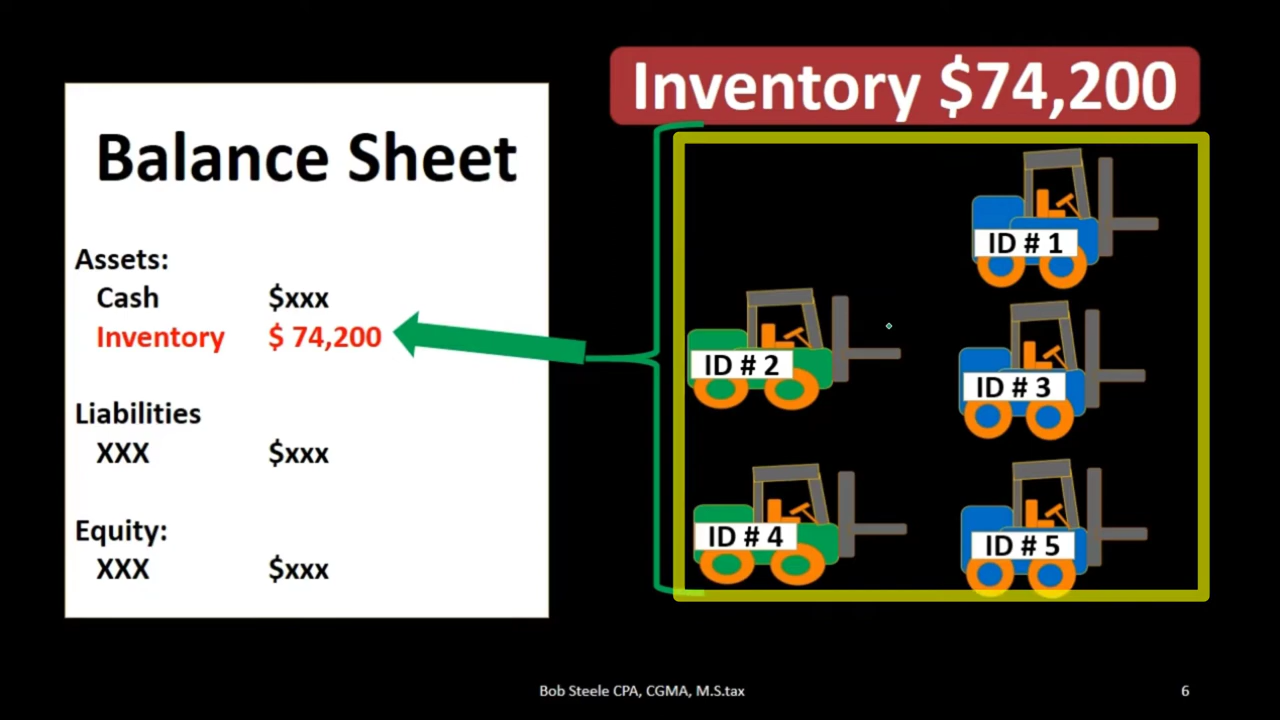 Inventory $74,200
Balance Sheet
Assets:
Cash $xxx
Inventory $ 74,200
Liabilities
XXX $xxx
Equity:
XXX $xxx
ID # 1
ID # 2
ID # 3
ID # 4
ID # 5
Bob Steele CPA, CGMA, M.S.tax
6